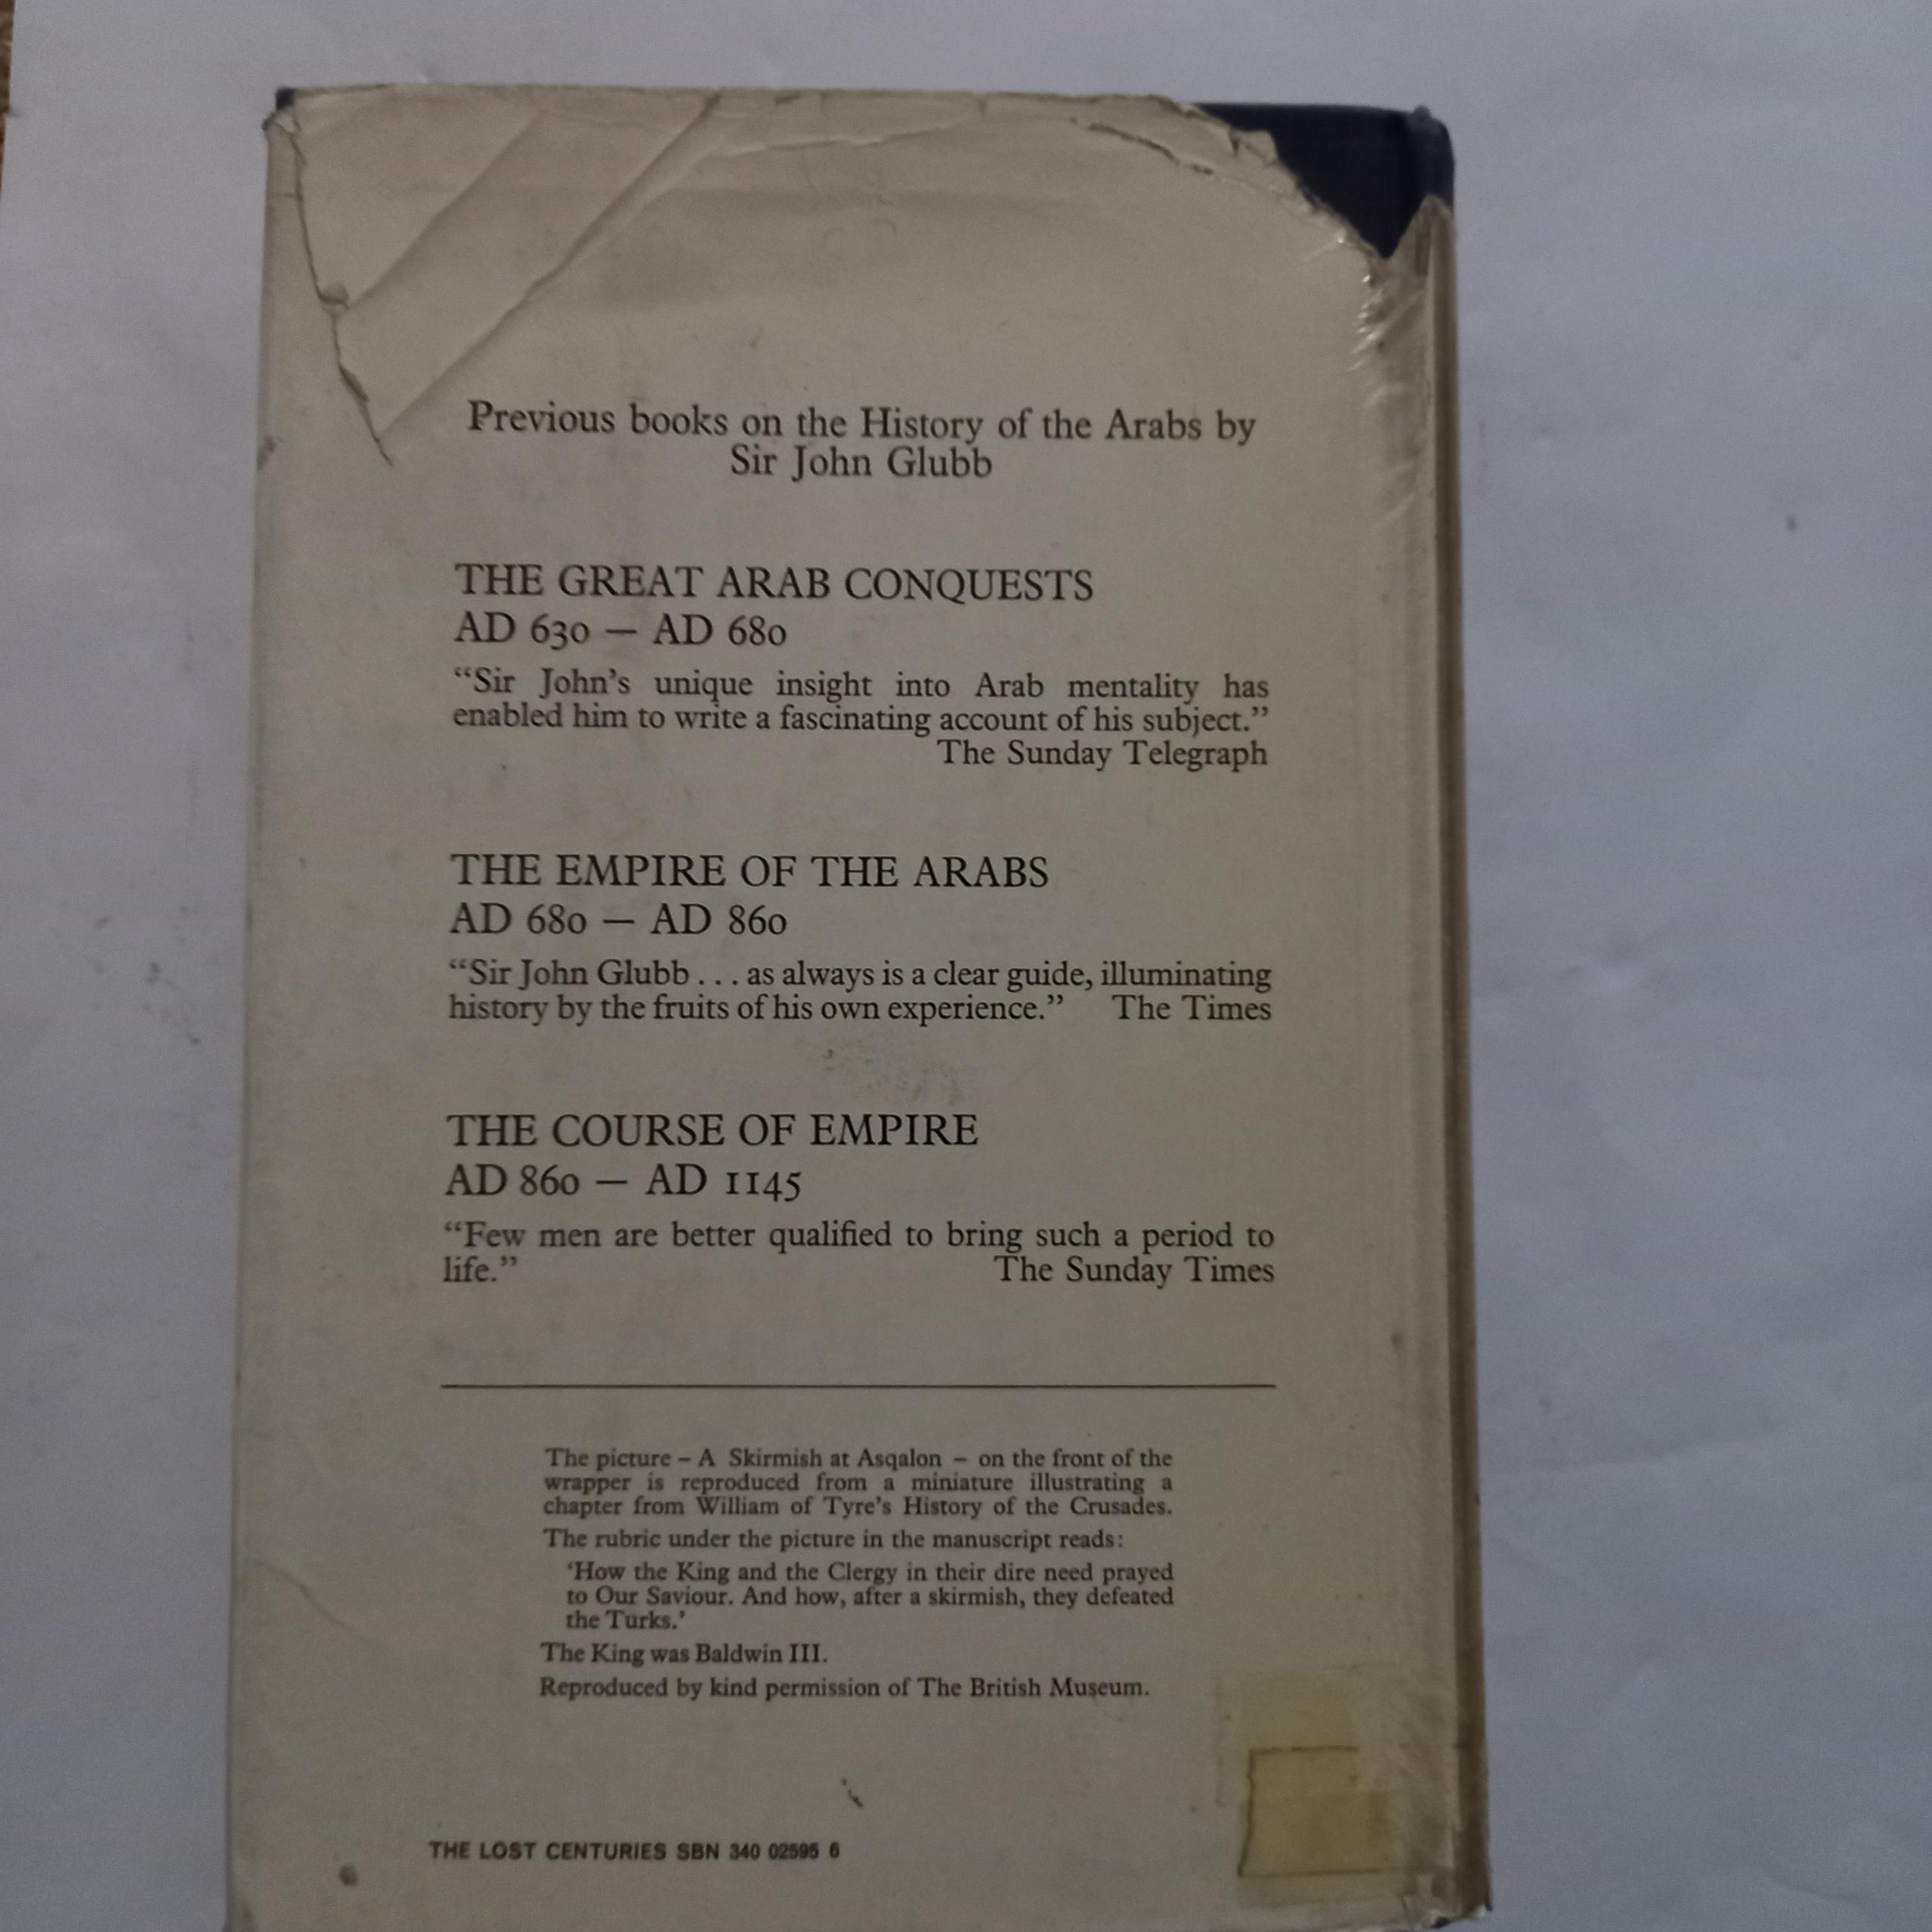 Previous books on the History of the Arabs by
Sir John Glubb
THE GREAT ARAB CONQUESTS
AD 630 — AD 680
“Sir John’s unique insight into Arab mentality has
enabled him to write a fascinating account of his subject.”
The Sunday Telegraph
THE EMPIRE OF THE ARABS
AD 680 — AD 860
“Sir John Glubb . . . as always is a clear guide, illuminating
history by the fruits of his own experience.” The Times
THE COURSE OF EMPIRE
AD 860 — AD 1145
“Few men are better qualified to bring such a period to
life.” The Sunday Times
The picture – A Skirmish at Asqalon – on the front of the
wrapper is reproduced from a miniature illustrating a
chapter from William of Tyre’s History of the Crusades.
The rubric under the picture in the manuscript reads:
‘How the King and the Clergy in their dire need prayed
to Our Saviour. And how, after a skirmish, they defeated
the Turks.’
The King was Baldwin III.
Reproduced by kind permission of The British Museum.
THE LOST CENTURIES SBN 340 02595 6